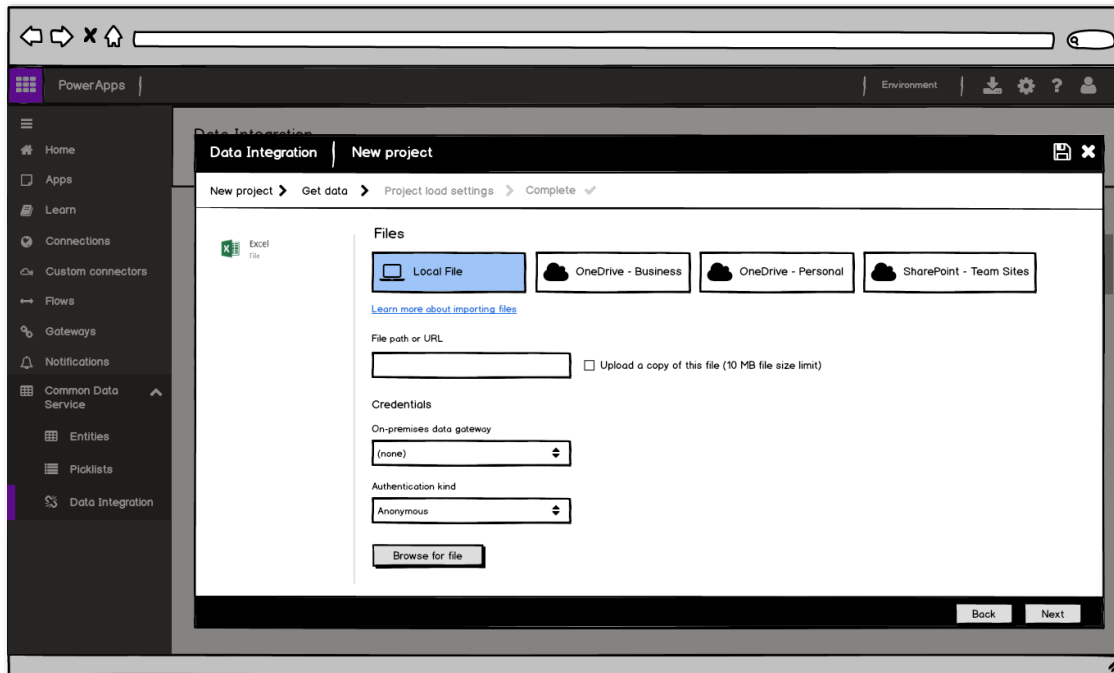 PowerApps
Environment
?
Home
Apps
Learn
Connections
Custom connectors
Flows
Gateways
Notifications
Common Data
Service
Entities
Picklists
Data Integration
Data Integration
Data Integration
New project
New project
Get data
Project load settings
Complete
Excel
File
Files
Local File
OneDrive - Business
OneDrive - Personal
SharePoint - Team Sites
Learn more about importing files
File path or URL
Upload a copy of this file (10 MB file size limit)
Credentials
On-premises data gateway
(none)
Authentication kind
Anonymous
Browse for file
Back
Next